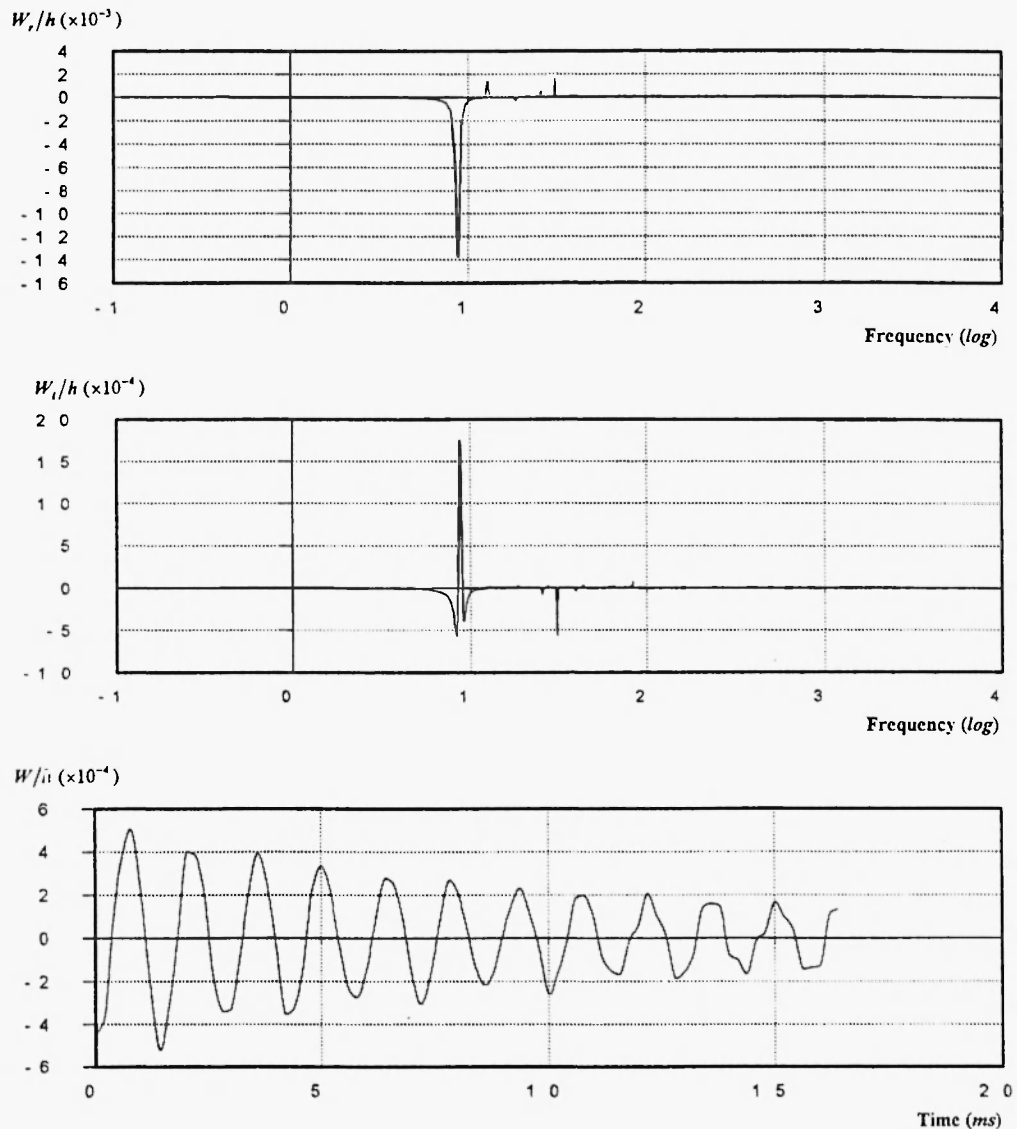 W_r/h (×10⁻³)
4
2
0
- 2
- 4
- 6
- 8
- 1 0
- 1 2
- 1 4
- 1 6
- 1 0 1 2 3 4
Frequency (log)
W_i/h (×10⁻⁴)
2 0
1 5
1 0
5
0
- 5
- 1 0
- 1 0 1 2 3 4
Frequency (log)
W/h (×10⁻⁴)
6
4
2
0
- 2
- 4
- 6
0 5 1 0 1 5 2 0
Time (ms)